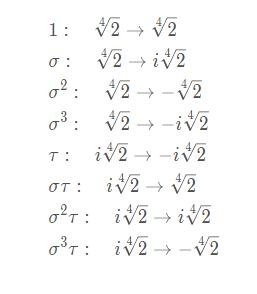 1 : ∜2 → ∜2
σ : ∜2 → i∜2
σ² : ∜2 → −∜2
σ³ : ∜2 → −i∜2
τ : i∜2 → −i∜2
στ : i∜2 → ∜2
σ²τ : i∜2 → i∜2
σ³τ : i∜2 → −∜2